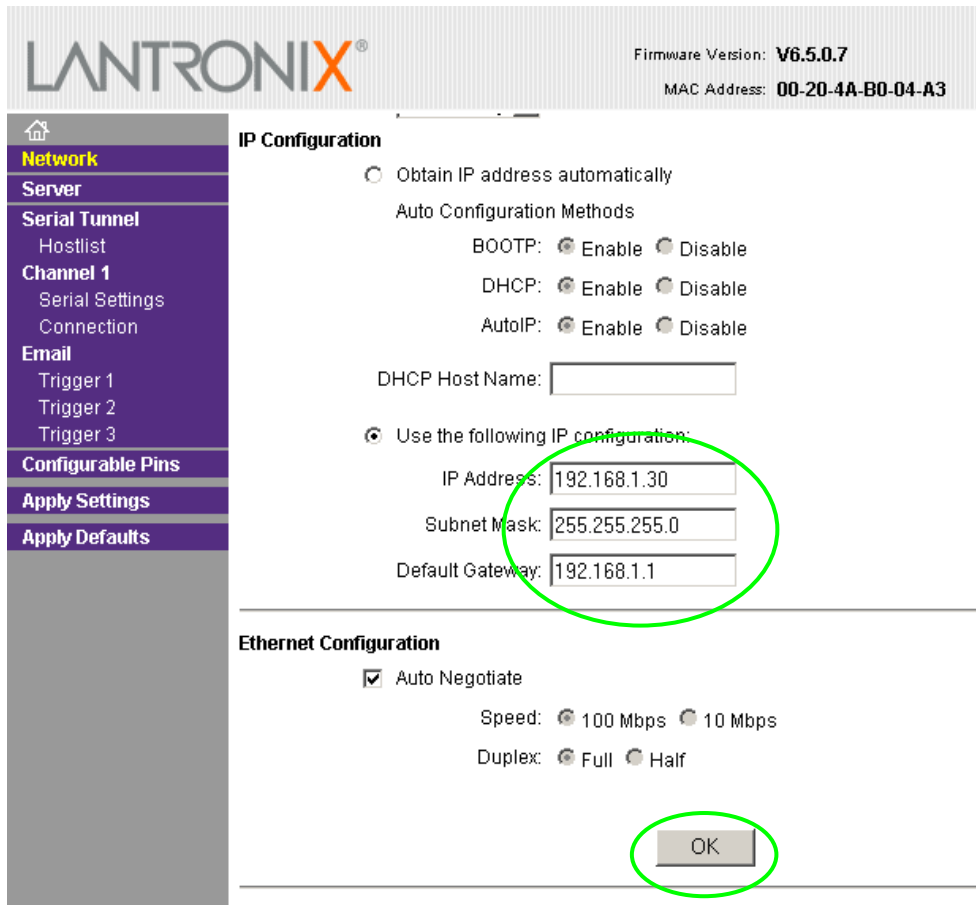 LANTRONIX®
Firmware Version: V6.5.0.7
MAC Address: 00-20-4A-B0-04-A3
Network
Server
Serial Tunnel
Hostlist
Channel 1
Serial Settings
Connection
Email
Trigger 1
Trigger 2
Trigger 3
Configurable Pins
Apply Settings
Apply Defaults
IP Configuration
Obtain IP address automatically
Auto Configuration Methods
BOOTP: Enable Disable
DHCP: Enable Disable
AutoIP: Enable Disable
DHCP Host Name:
Use the following IP configuration:
IP Address: 192.168.1.30
Subnet Mask: 255.255.255.0
Default Gateway: 192.168.1.1
Ethernet Configuration
Auto Negotiate
Speed: 100 Mbps 10 Mbps
Duplex: Full Half
OK